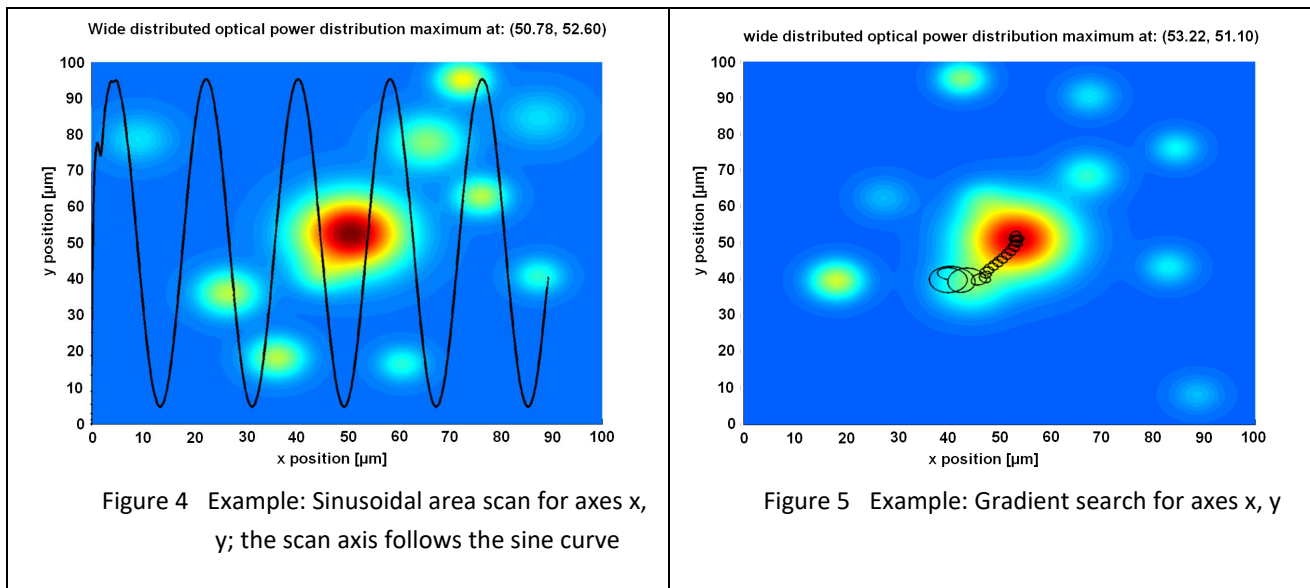 Wide distributed optical power distribution maximum at: (50.78, 52.60)
100
90
80
70
60
50
40
30
20
10
0
y position [µm]
0 10 20 30 40 50 60 70 80 90 100
x position [µm]
Figure 4 Example: Sinusoidal area scan for axes x,
y; the scan axis follows the sine curve
wide distributed optical power distribution maximum at: (53.22, 51.10)
100
90
80
70
60
50
40
30
20
10
0
y position [µm]
0 10 20 30 40 50 60 70 80 90 100
x position [µm]
Figure 5 Example: Gradient search for axes x, y